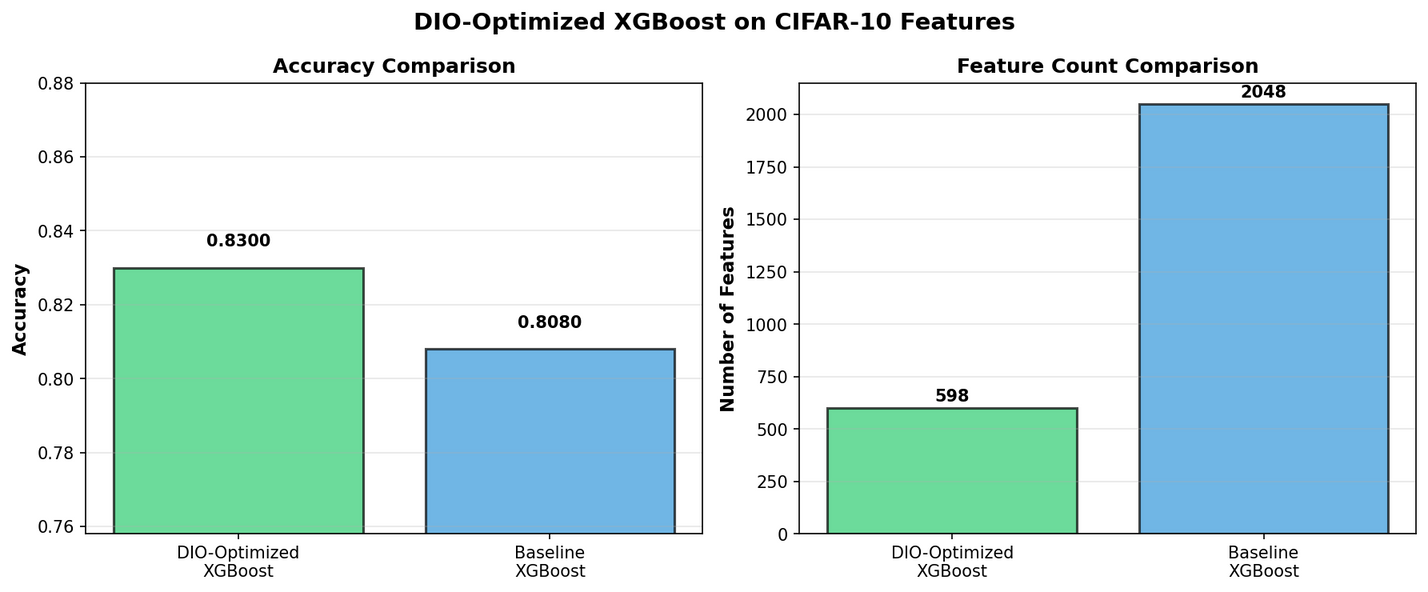 DIO-Optimized XGBoost on CIFAR-10 Features
Accuracy Comparison
Accuracy
0.88
0.86
0.84
0.82
0.80
0.78
0.76
0.8300
0.8080
DIO-Optimized
XGBoost
Baseline
XGBoost
Feature Count Comparison
Number of Features
2000
1750
1500
1250
1000
750
500
250
0
598
2048
DIO-Optimized
XGBoost
Baseline
XGBoost